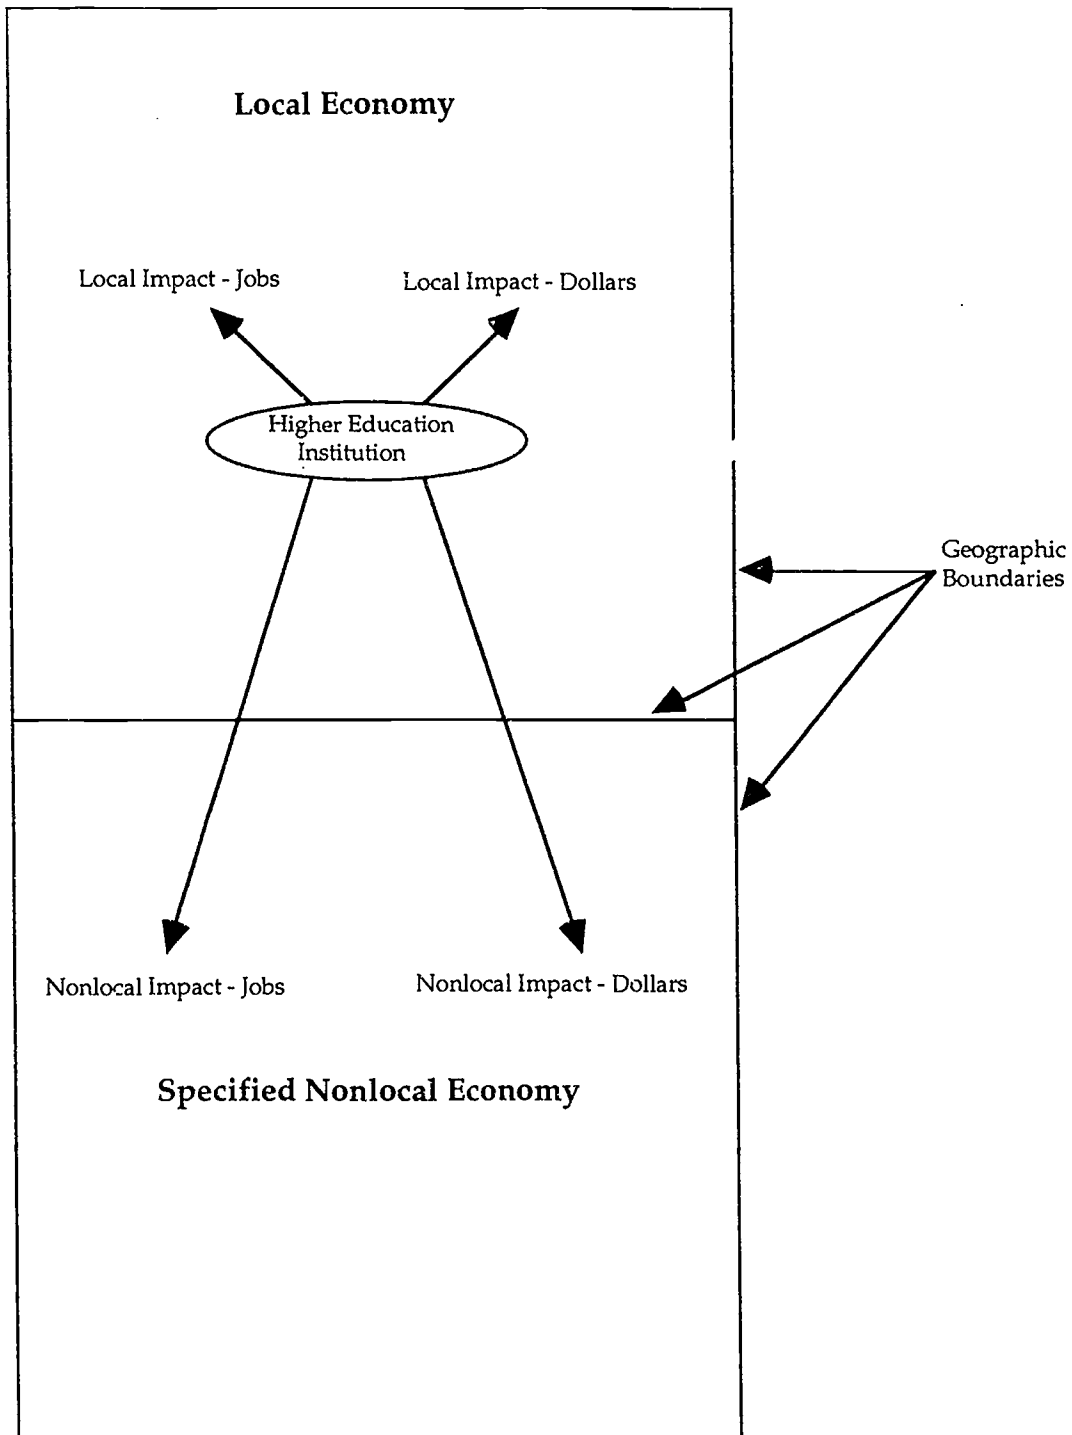 Local Economy
Local Impact - Jobs
Local Impact - Dollars
Higher Education
Institution
Geographic
Boundaries
Nonlocal Impact - Jobs
Nonlocal Impact - Dollars
Specified Nonlocal Economy